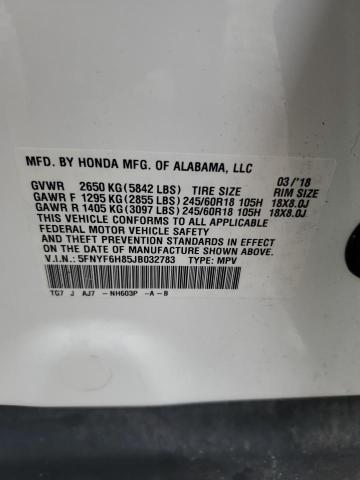 MFD. BY HONDA MFG. OF ALABAMA, LLC
GVWR 2650 KG (5842 LBS) TIRE SIZE 03 /'18 RIM SIZE
GAWR F 1295 KG (2855 LBS) 245/60R18 105H 18X8.0J
GAWR R 1405 KG (3097 LBS) 245/60R18 105H 18X8.0J
THIS VEHICLE CONFORMS TO ALL APPLICABLE
FEDERAL MOTOR VEHICLE SAFETY STANDARDS IN EFFECT
ON THE DATE OF MANUFACTURE SHOWN ABOVE.
V.I.N.: 5FNYF6H85JB032783 TYPE: MPV
TG7 J AJ7 -NH603P -A-B